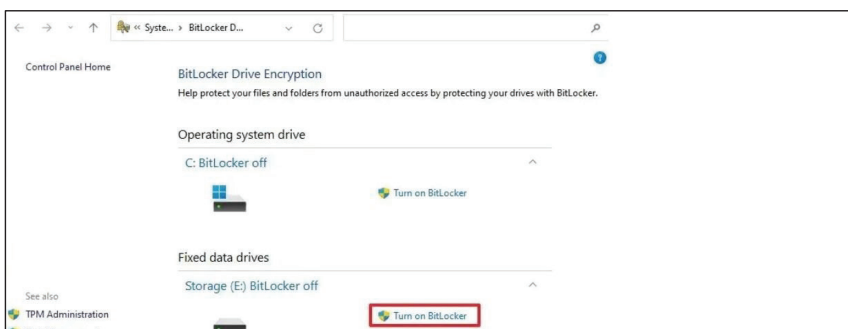 « Syste... › BitLocker D...
Control Panel Home
BitLocker Drive Encryption
Help protect your files and folders from unauthorized access by protecting your drives with BitLocker.
Operating system drive
C: BitLocker off
Turn on BitLocker
Fixed data drives
Storage (E:) BitLocker off
Turn on BitLocker
See also
TPM Administration